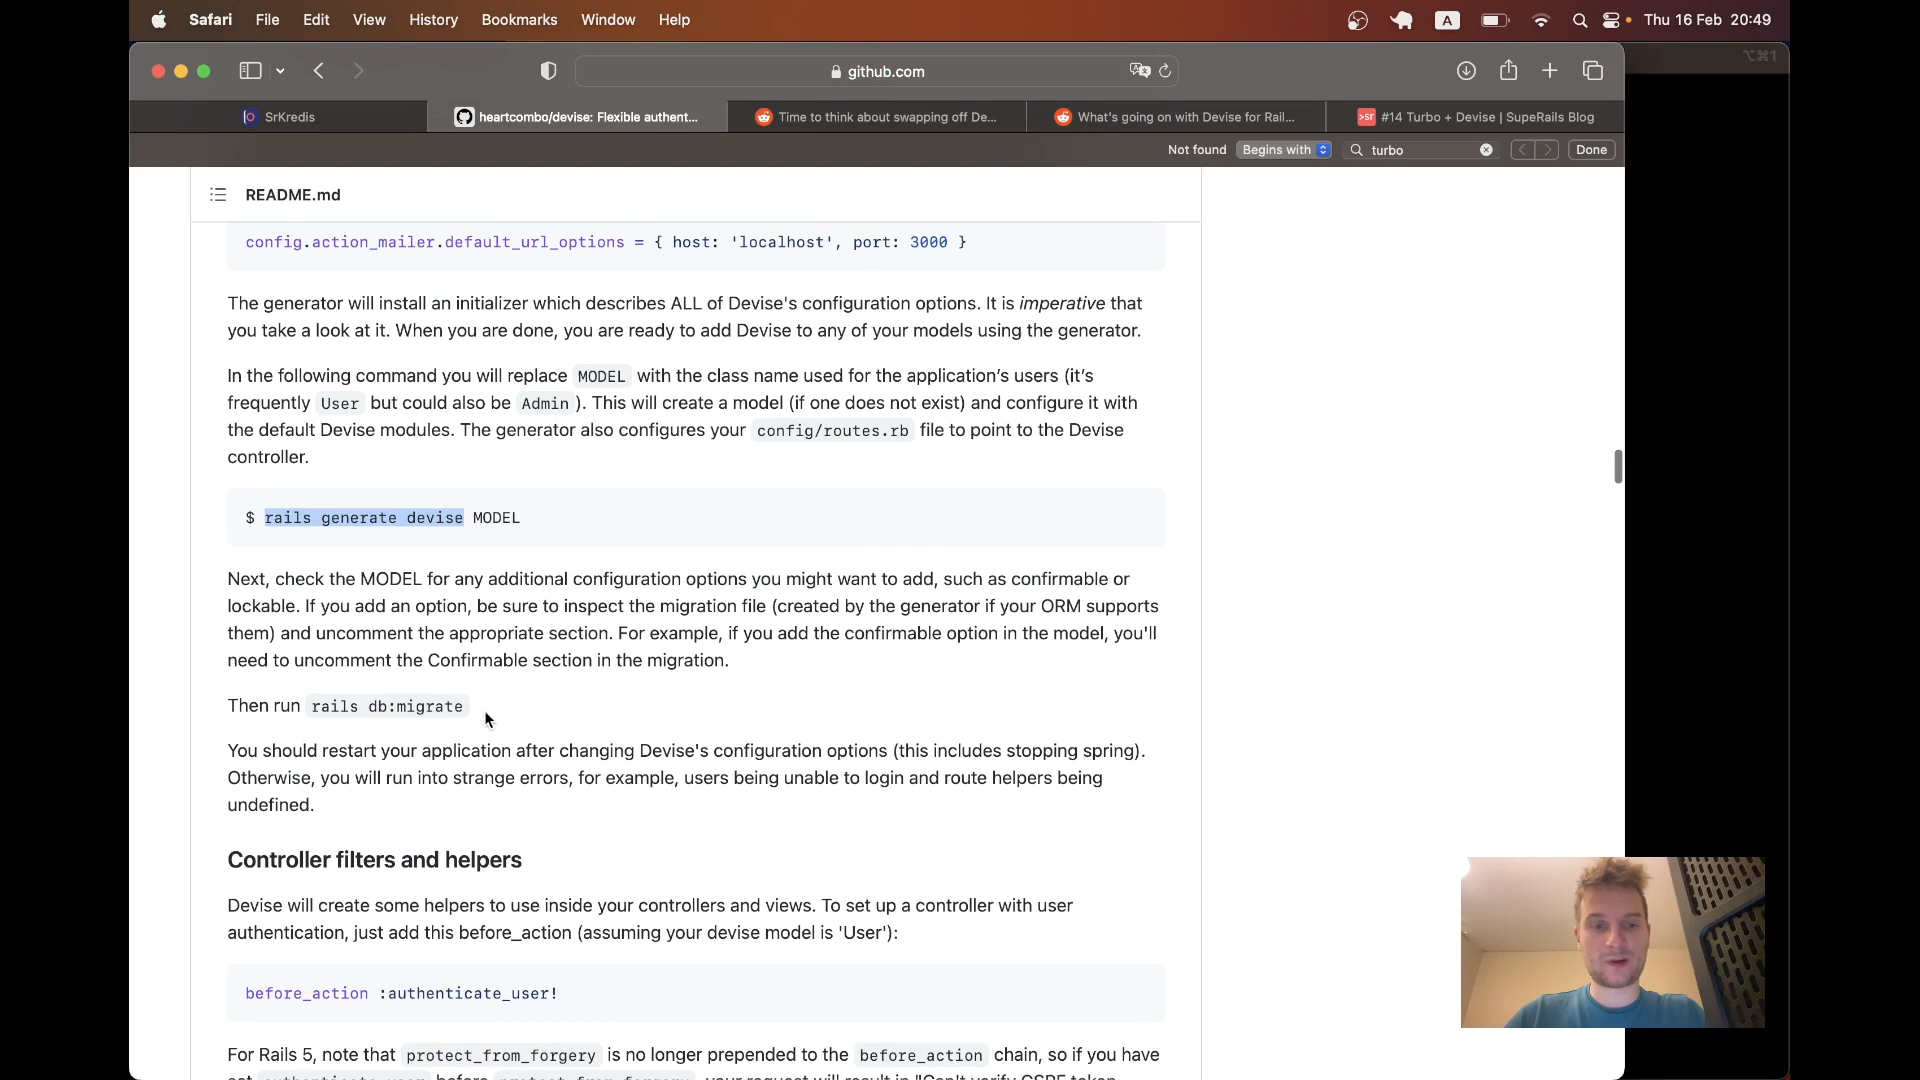 Safari File Edit View History Bookmarks Window Help A Thu 16 Feb 20:49
⌥⌘1
github.com
SrKredis heartcombo/devise: Flexible authent... Time to think about swapping off De... What's going on with Devise for Rail... >sr #14 Turbo + Devise | SupeRails Blog
Not found Begins with turbo Done
README.md
config.action_mailer.default_url_options = { host: 'localhost', port: 3000 }
The generator will install an initializer which describes ALL of Devise's configuration options. It is imperative that
you take a look at it. When you are done, you are ready to add Devise to any of your models using the generator.
In the following command you will replace MODEL with the class name used for the application’s users (it’s
frequently User but could also be Admin ). This will create a model (if one does not exist) and configure it with
the default Devise modules. The generator also configures your config/routes.rb file to point to the Devise
controller.
$ rails generate devise MODEL
Next, check the MODEL for any additional configuration options you might want to add, such as confirmable or
lockable. If you add an option, be sure to inspect the migration file (created by the generator if your ORM supports
them) and uncomment the appropriate section. For example, if you add the confirmable option in the model, you'll
need to uncomment the Confirmable section in the migration.
Then run rails db:migrate
You should restart your application after changing Devise's configuration options (this includes stopping spring).
Otherwise, you will run into strange errors, for example, users being unable to login and route helpers being
undefined.
Controller filters and helpers
Devise will create some helpers to use inside your controllers and views. To set up a controller with user
authentication, just add this before_action (assuming your devise model is 'User'):
before_action :authenticate_user!
For Rails 5, note that protect_from_forgery is no longer prepended to the before_action chain, so if you have
set authenticate_user before protect_from_forgery, your request will result in "Can't verify CSRF token